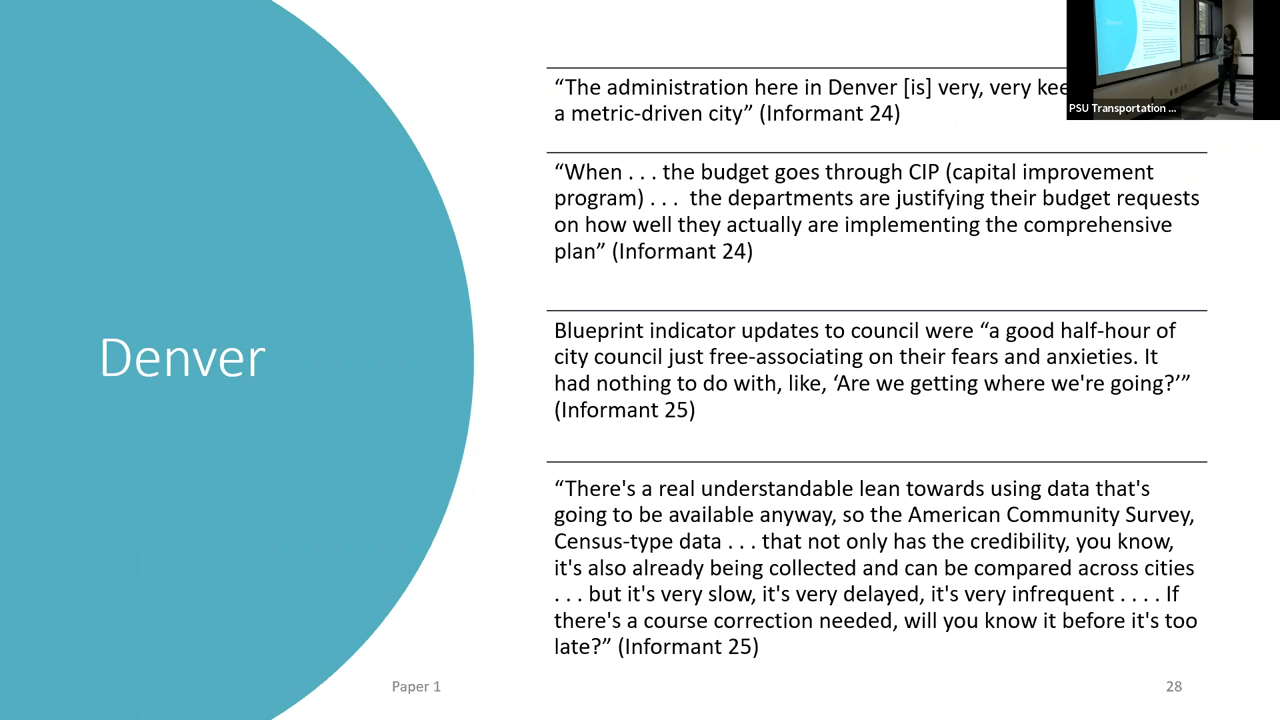 Denver
“The administration here in Denver [is] very, very
a metric-driven city” (Informant 24)
“When . . . the budget goes through CIP (capital improvement
program) . . .  the departments are justifying their budget requests
on how well they actually are implementing the comprehensive
plan” (Informant 24)
Blueprint indicator updates to council were “a good half-hour of
city council just free-associating on their fears and anxieties. It
had nothing to do with, like, ‘Are we getting where we're going?’”
(Informant 25)
“There's a real understandable lean towards using data that's
going to be available anyway, so the American Community Survey,
Census-type data . . . that not only has the credibility, you know,
it's also already being collected and can be compared across cities
. . . but it's very slow, it's very delayed, it's very infrequent . . . . If
there's a course correction needed, will you know it before it's too
late?” (Informant 25)
Paper 1
28
PSU Transportation ...